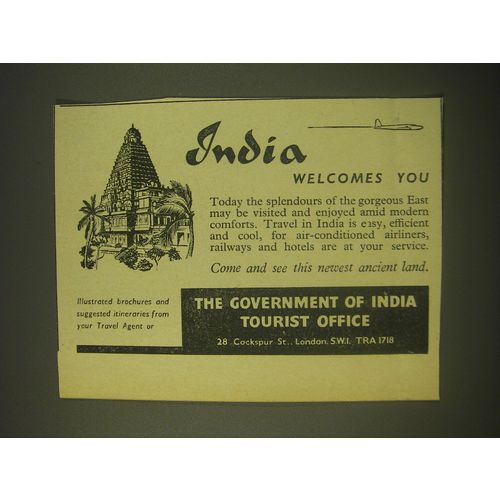 India
WELCOMES YOU
Today the splendours of the gorgeous East
may be visited and enjoyed amid modern
comforts. Travel in India is easy, efficient
and cool, for air-conditioned airliners,
railways and hotels are at your service.
Come and see this newest ancient land.
Illustrated brochures and
suggested itineraries from
your Travel Agent or
THE GOVERNMENT OF INDIA
TOURIST OFFICE
28 Cockspur St., London, S.W.1. TRA 1718